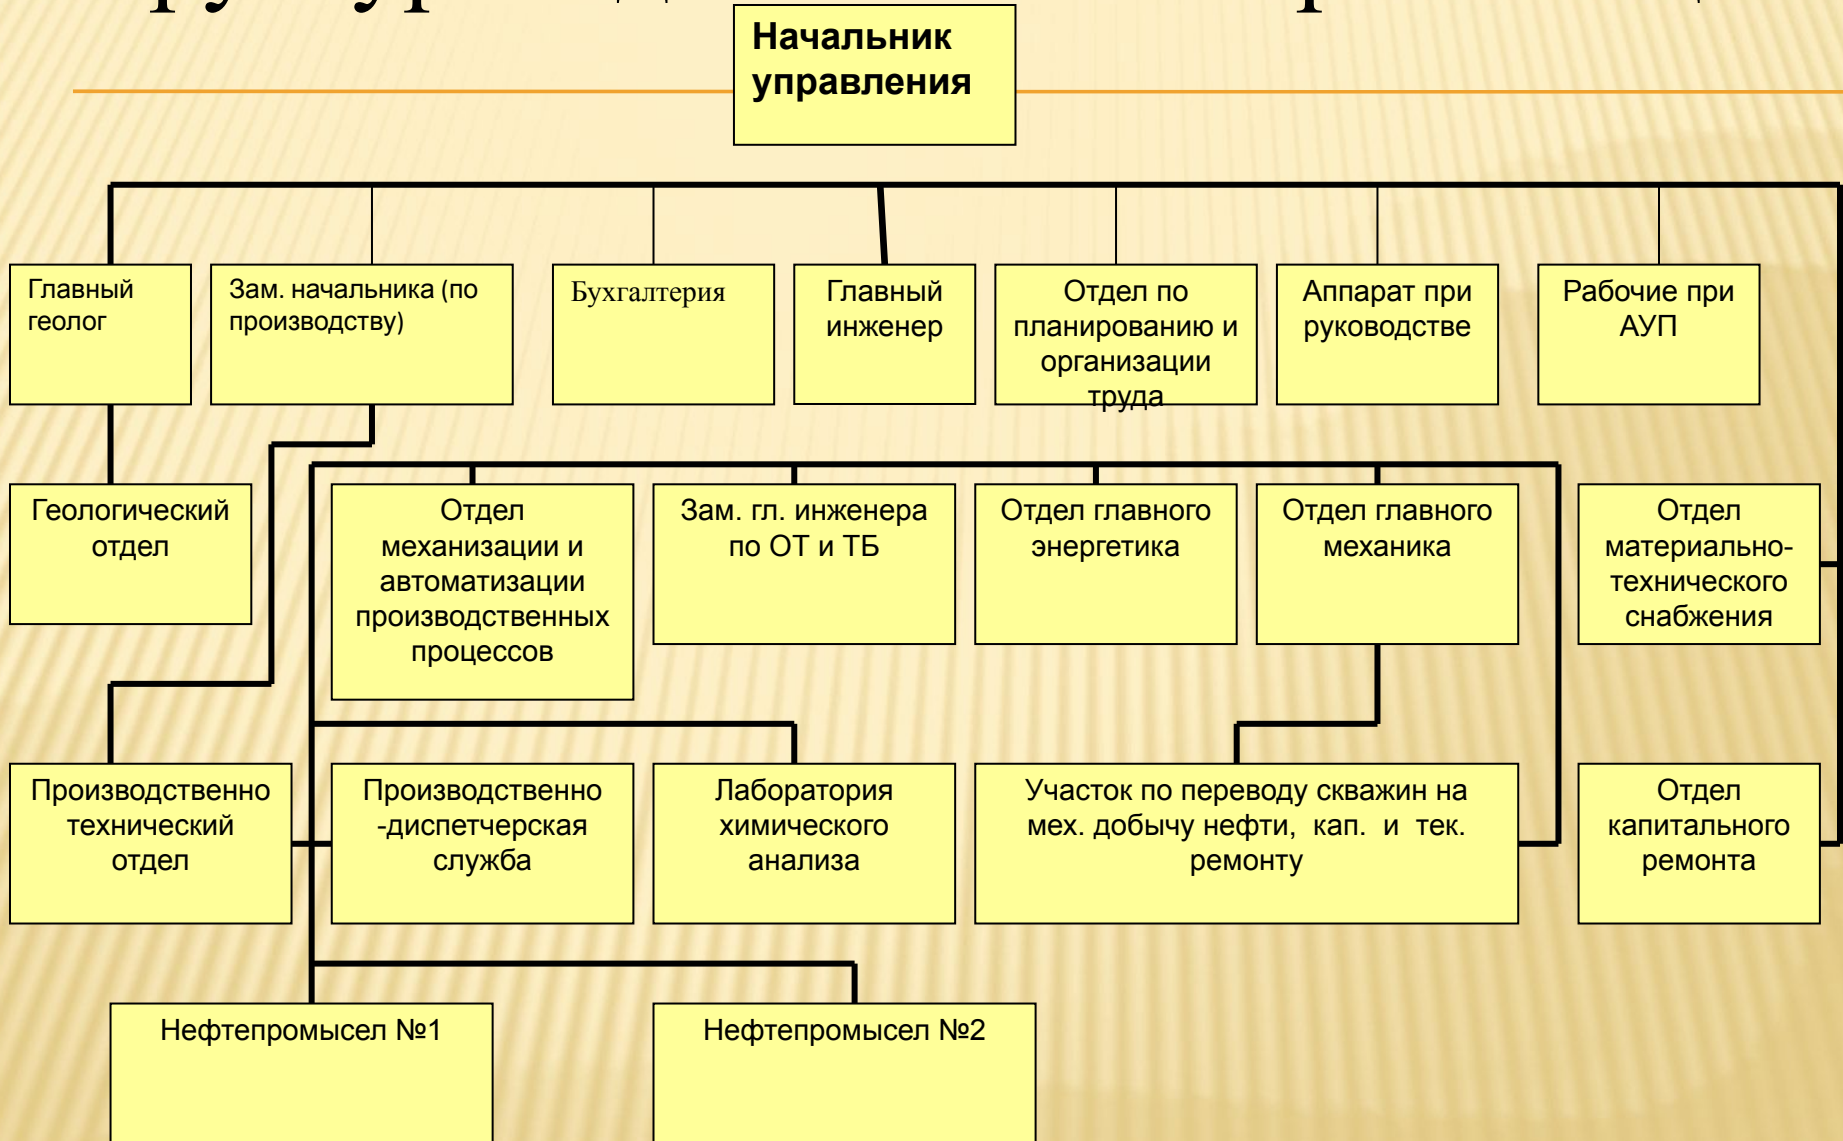 Начальник
управления
Главный
геолог
Зам. начальника (по
производству)
Бухгалтерия
Главный
инженер
Отдел по
планированию и
организации
труда
Аппарат при
руководстве
Рабочие при
АУП
Геологический
отдел
Отдел
механизации и
автоматизации
производственных
процессов
Зам. гл. инженера
по ОТ и ТБ
Отдел главного
энергетика
Отдел главного
механика
Отдел
материально-
технического
снабжения
Производственно
технический
отдел
Производственно
-диспетчерская
служба
Лаборатория
химического
анализа
Участок по переводу скважин на
мех. добычу нефти, кап. и тек.
ремонту
Отдел
капитального
ремонта
Нефтепромысел №1
Нефтепромысел №2